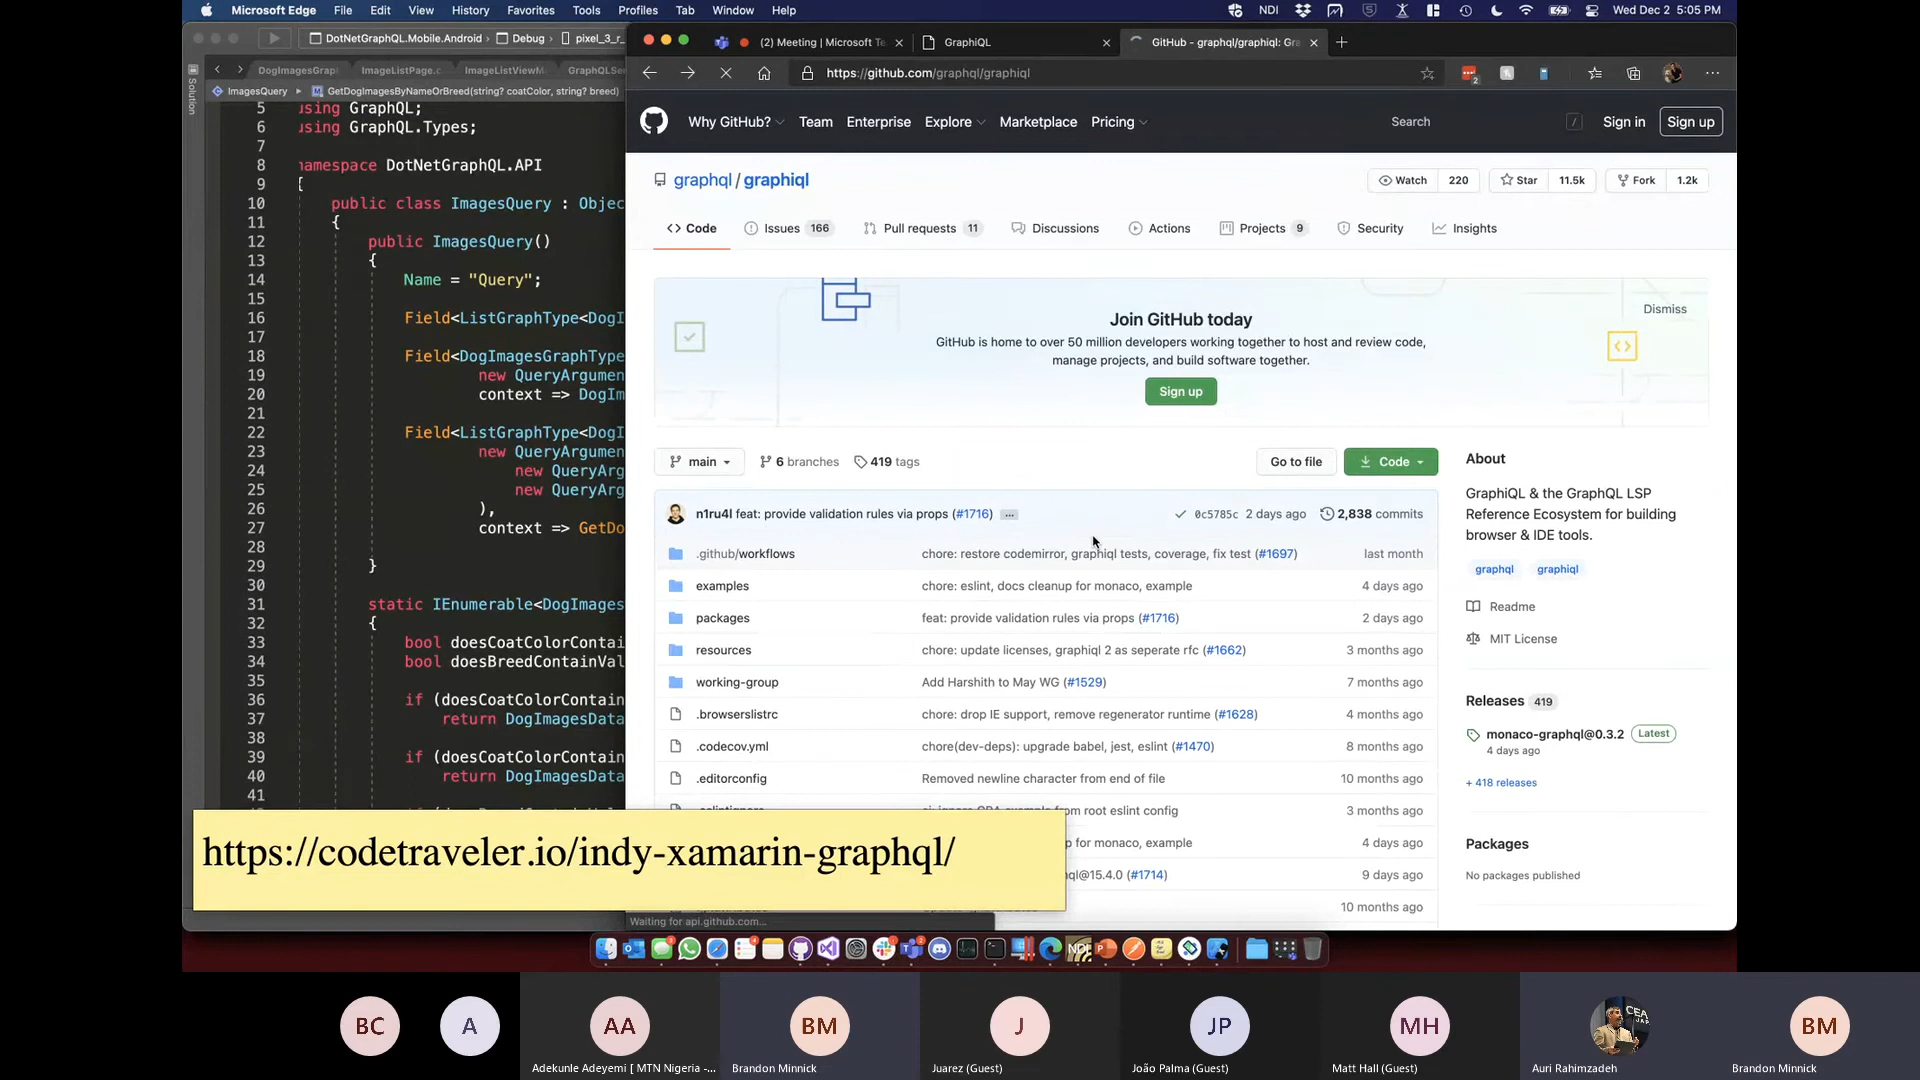 Microsoft Edge File Edit View History Favorites Tools Profiles Tab Window Help
NDI
Wed Dec 2 5:05 PM
DotNetGraphQL.Mobile.Android
Debug
pixel_3_r_
DogImagesGrap
ImageListPage.c
ImageListViewM
GraphQLSe
ImagesQuery
GetDogImagesByNameOrBreed(string? coatColor, string? breed)
Solution
5 using GraphQL;
6 using GraphQL.Types;
7
8 namespace DotNetGraphQL.API
9 {
10 public class ImagesQuery : Objec
11 {
12 public ImagesQuery()
13 {
14 Name = "Query";
15
16 Field<ListGraphType<DogI
17
18 Field<DogImagesGraphType
19 new QueryArgumen
20 context => DogIm
21
22 Field<ListGraphType<DogI
23 new QueryArgumen
24 new QueryArg
25 new QueryArg
26 ),
27 context => GetDo
28
29 }
30
31 static IEnumerable<DogImages
32 {
33 bool doesCoatColorContai
34 bool doesBreedContainVal
35
36 if (doesCoatColorContain
37 return DogImagesData
38
39 if (doesCoatColorContain
40 return DogImagesData
41
(2) Meeting | Microsoft Te
GraphiQL
GitHub - graphql/graphiql: Gra
https://github.com/graphql/graphiql
Why GitHub? Team Enterprise Explore Marketplace Pricing
Search /
Sign in Sign up
graphql / graphiql
Watch 220
Star 11.5k
Fork 1.2k
Code Issues 166 Pull requests 11 Discussions Actions Projects 9 Security Insights
Join GitHub today
Dismiss
GitHub is home to over 50 million developers working together to host and review code,
manage projects, and build software together.
Sign up
main 6 branches 419 tags
Go to file Code
n1ru4l feat: provide validation rules via props (#1716) ...
0c5785c 2 days ago 2,838 commits
.github/workflows chore: restore codemirror, graphiql tests, coverage, fix test (#1697) last month
examples chore: eslint, docs cleanup for monaco, example 4 days ago
packages feat: provide validation rules via props (#1716) 2 days ago
resources chore: update licenses, graphiql 2 as seperate rfc (#1662) 3 months ago
working-group Add Harshith to May WG (#1529) 7 months ago
.browserslistrc chore: drop IE support, remove regenerator runtime (#1628) 4 months ago
.codecov.yml chore(dev-deps): upgrade babel, jest, eslint (#1470) 8 months ago
.editorconfig Removed newline character from end of file 10 months ago
from root eslint config 3 months ago
p for monaco, example 4 days ago
ql@15.4.0 (#1714) 9 days ago
10 months ago
About
GraphiQL & the GraphQL LSP
Reference Ecosystem for building
browser & IDE tools.
graphql graphiql
Readme
MIT License
Releases 419
monaco-graphql@0.3.2 Latest
4 days ago
+ 418 releases
Packages
No packages published
https://codetraveler.io/indy-xamarin-graphql/
Waiting for api.github.com...
NDI
BC
A
AA
Adekunle Adeyemi [ MTN Nigeria -...
BM
Brandon Minnick
J
Juarez (Guest)
JP
João Palma (Guest)
MH
Matt Hall (Guest)
CEA
Auri Rahimzadeh
BM
Brandon Minnick